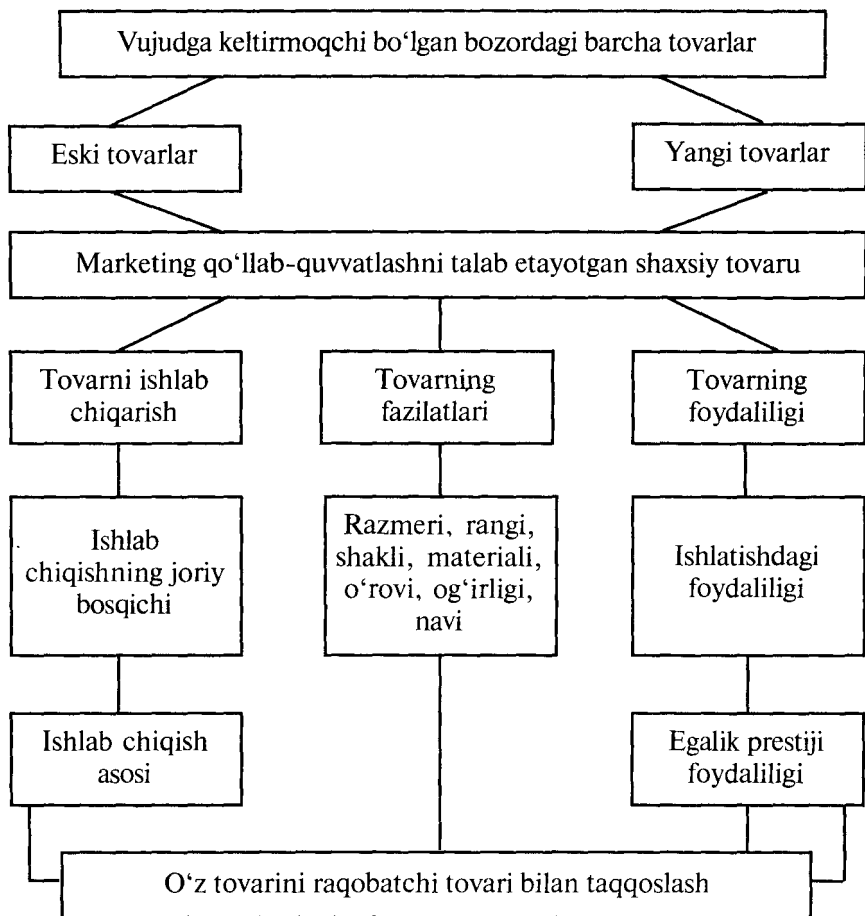 Vujudga keltirmoqchi bo‘lgan bozordagi barcha tovarlar
Eski tovarlar
Yangi tovarlar
Marketing qo‘llab-quvvatlashni talab etayotgan shaxsiy tovaru
Tovarni ishlab
chiqarish
Tovarning
fazilatlari
Tovarning
foydaliligi
Ishlab
chiqishning joriy
bosqichi
Razmeri, rangi,
shakli, materiali,
o‘rovi, og‘irligi,
navi
Ishlatishdagi
foydaliligi
Ishlab chiqish
asosi
Egalik prestiji
foydaliligi
O‘z tovarini raqobatchi tovari bilan taqqoslash